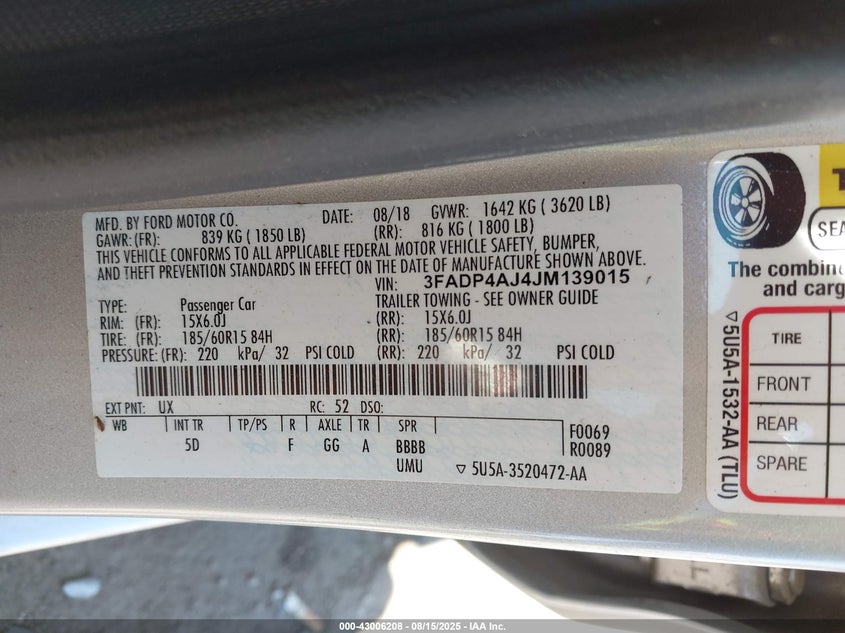 MFD. BY FORD MOTOR CO. DATE: 08/18 GVWR: 1642 KG ( 3620 LB)
GAWR: (FR): 839 KG ( 1850 LB) (RR): 816 KG ( 1800 LB)
THIS VEHICLE CONFORMS TO ALL APPLICABLE FEDERAL MOTOR VEHICLE SAFETY, BUMPER,
AND THEFT PREVENTION STANDARDS IN EFFECT ON THE DATE OF MANUFACTURE SHOWN ABOVE.
VIN: 3FADP4AJ4JM139015
TYPE: Passenger Car TRAILER TOWING - SEE OWNER GUIDE
RIM: (FR): 15X6.0J (RR): 15X6.0J
TIRE: (FR): 185/60R15 84H (RR): 185/60R15 84H
PRESSURE: (FR): 220 kPa/ 32 PSI COLD (RR): 220 kPa/ 32 PSI COLD
EXT PNT: UX RC: 52 DSO:
WB INT TR TP/PS R AXLE TR SPR F0069
5D F GG A BBBB R0089
UMU ▽ 5U5A-3520472-AA
T
SEA
The combin
and carg
TIRE
FRONT
REAR
SPARE
▽5U5A-1532-AA (TLU)
000-43006208 - 08/15/2025 - IAA Inc.